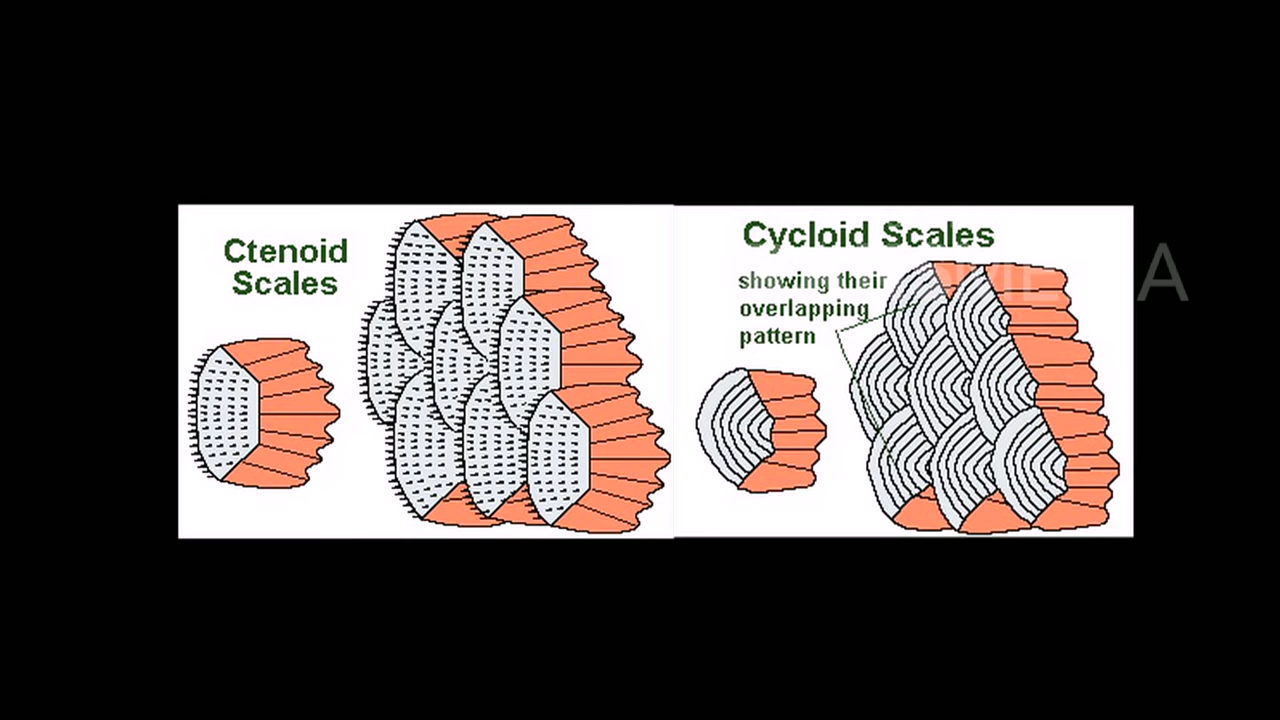 Ctenoid
Scales
Cycloid Scales
showing their
overlapping
pattern